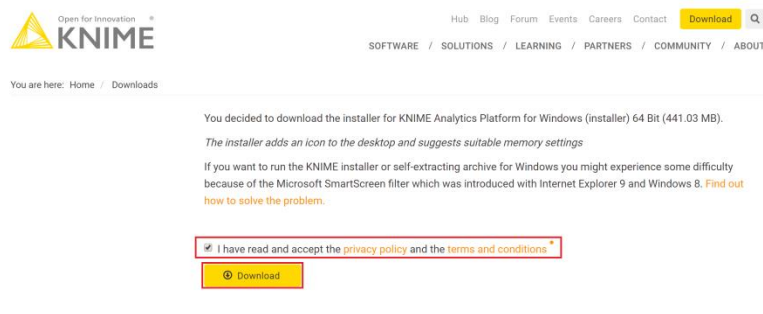 Open for Innovation
KNIME
Hub Blog Forum Events Careers Contact Download
SOFTWARE / SOLUTIONS / LEARNING / PARTNERS / COMMUNITY / ABOUT
You are here: Home / Downloads
You decided to download the installer for KNIME Analytics Platform for Windows (installer) 64 Bit (441.03 MB).
The installer adds an icon to the desktop and suggests suitable memory settings
If you want to run the KNIME installer or self-extracting archive for Windows you might experience some difficulty
because of the Microsoft SmartScreen filter which was introduced with Internet Explorer 9 and Windows 8. Find out
how to solve the problem.
I have read and accept the privacy policy and the terms and conditions *
Download